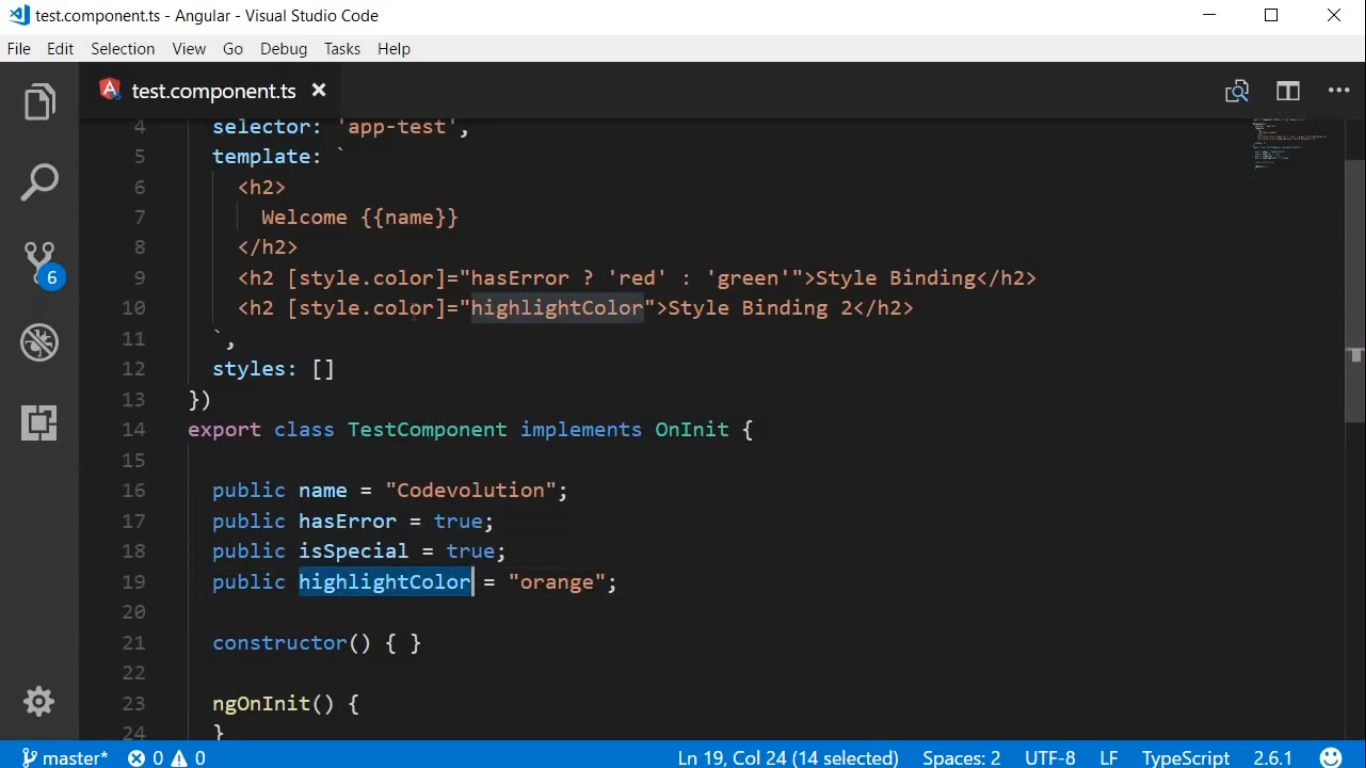 test.component.ts - Angular - Visual Studio Code
File Edit Selection View Go Debug Tasks Help
test.component.ts
4 selector: 'app-test',
5 template: `
6 <h2>
7 Welcome {{name}}
8 </h2>
9 <h2 [style.color]="hasError ? 'red' : 'green'">Style Binding</h2>
10 <h2 [style.color]="highlightColor">Style Binding 2</h2>
11 `,
12 styles: []
13 })
14 export class TestComponent implements OnInit {
15
16 public name = "Codevolution";
17 public hasError = true;
18 public isSpecial = true;
19 public highlightColor = "orange";
20
21 constructor() { }
22
23 ngOnInit() {
24 }
6
master* 0 0 Ln 19, Col 24 (14 selected) Spaces: 2 UTF-8 LF TypeScript 2.6.1